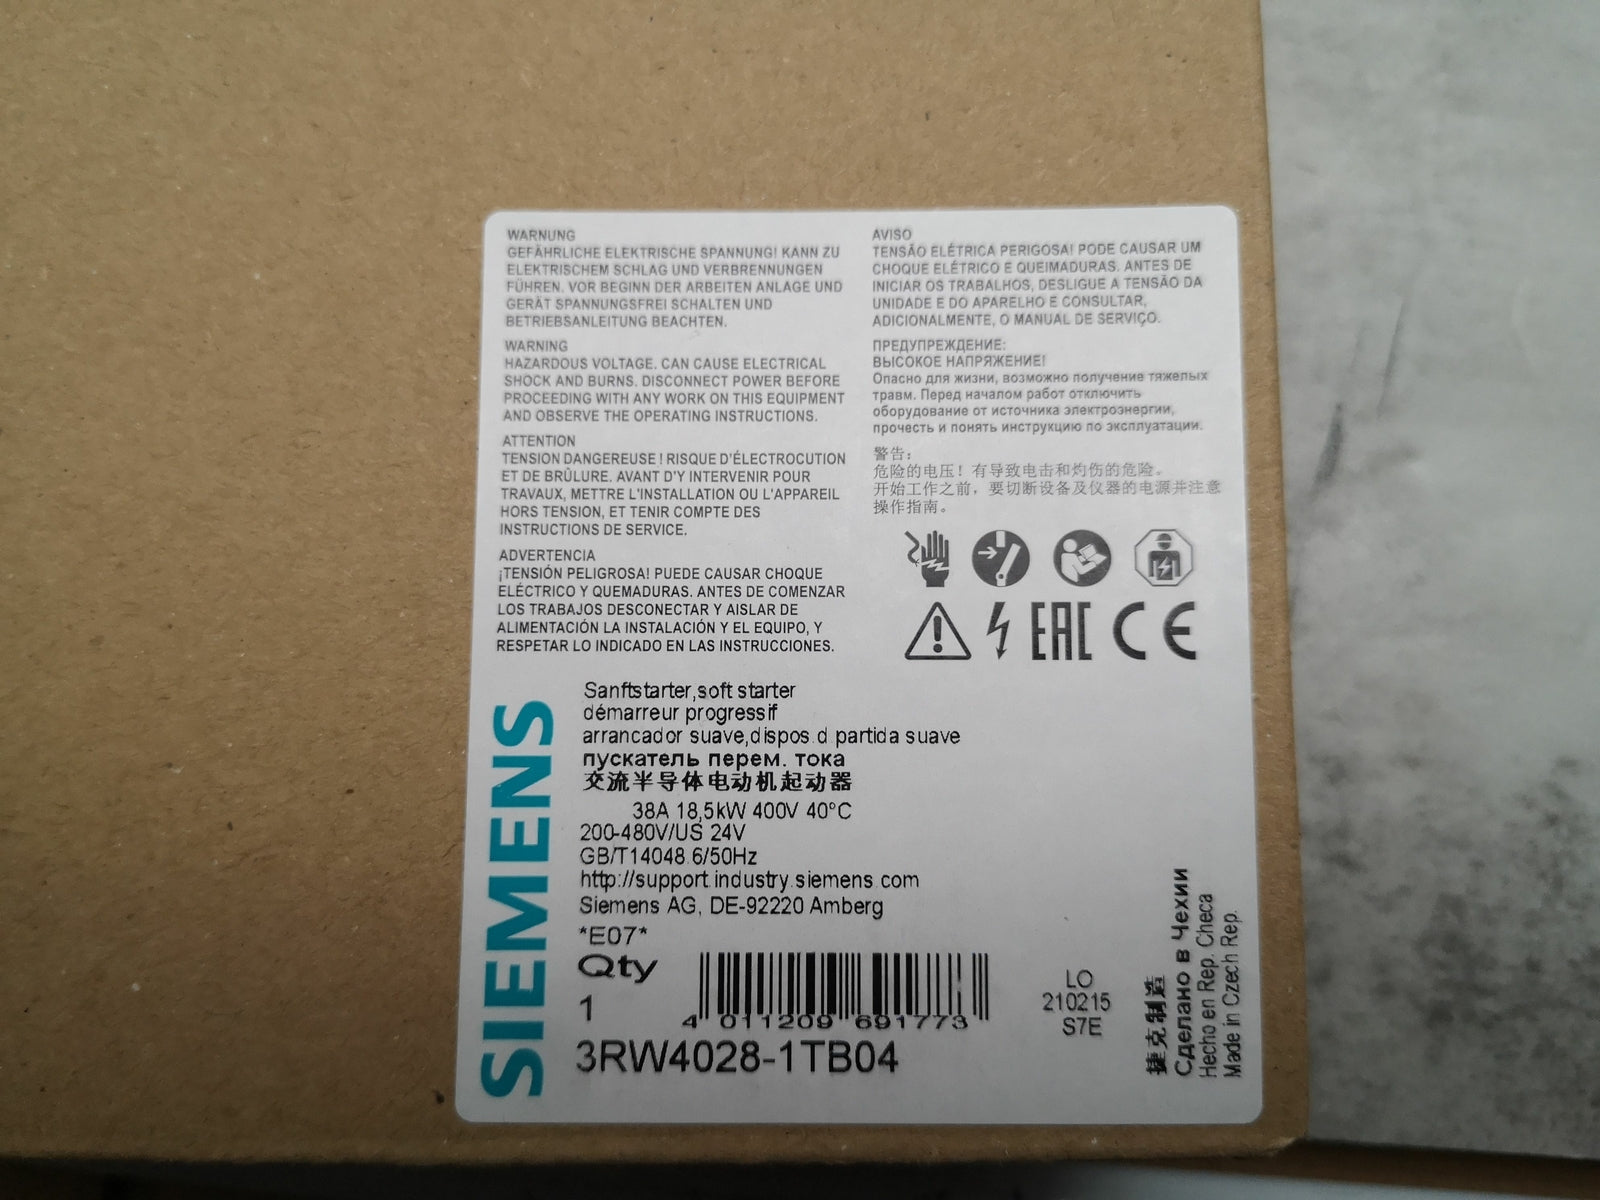 WARNUNG
GEFÄHRLICHE ELEKTRISCHE SPANNUNG! KANN ZU
ELEKTRISCHEM SCHLAG UND VERBRENNUNGEN
FÜHREN. VOR BEGINN DER ARBEITEN ANLAGE UND
GERÄT SPANNUNGSFREI SCHALTEN UND
BETRIEBSANLEITUNG BEACHTEN.
WARNING
HAZARDOUS VOLTAGE. CAN CAUSE ELECTRICAL
SHOCK AND BURNS. DISCONNECT POWER BEFORE
PROCEEDING WITH ANY WORK ON THIS EQUIPMENT
AND OBSERVE THE OPERATING INSTRUCTIONS.
ATTENTION
TENSION DANGEREUSE ! RISQUE D'ÉLECTROCUTION
ET DE BRÛLURE. AVANT D'Y INTERVENIR POUR
TRAVAUX, METTRE L'INSTALLATION OU L'APPAREIL
HORS TENSION, ET TENIR COMPTE DES
INSTRUCTIONS DE SERVICE.
ADVERTENCIA
¡TENSIÓN PELIGROSA! PUEDE CAUSAR CHOQUE
ELÉCTRICO Y QUEMADURAS. ANTES DE COMENZAR
LOS TRABAJOS DESCONECTAR Y AISLAR DE
ALIMENTACIÓN LA INSTALACIÓN Y EL EQUIPO, Y
RESPETAR LO INDICADO EN LAS INSTRUCCIONES.
AVISO
TENSÃO ELÉTRICA PERIGOSA! PODE CAUSAR UM
CHOQUE ELÉTRICO E QUEIMADURAS. ANTES DE
INICIAR OS TRABALHOS, DESLIGUE A TENSÃO DA
UNIDADE E DO APARELHO E CONSULTAR,
ADICIONALMENTE, O MANUAL DE SERVIÇO.
ПРЕДУПРЕЖДЕНИЕ:
ВЫСОКОЕ НАПРЯЖЕНИЕ!
Опасно для жизни, возможно получение тяжелых
травм. Перед началом работ отключить
оборудование от источника электроэнергии,
прочесть и понять инструкцию по эксплуатации.
警告：
危险的电压！有导致电击和灼伤的危险。
开始工作之前，要切断设备及仪器的电源并注意
操作指南。
EAC CE
SIEMENS
Sanftstarter,soft starter
démarreur progressif
arrancador suave,dispos.d partida suave
пускатель перем. тока
交流半导体电动机起动器
38A 18,5kW 400V 40°C
200-480V/US 24V
GB/T14048.6/50Hz
http://support.industry.siemens.com
Siemens AG, DE-92220 Amberg
*E07*
Qty
1
4 011209 691773
3RW4028-1TB04
LO
210215
S7E
捷克制造
Сделано в Чехии
Hecho en Rep. Checa
Made in Czech Rep.